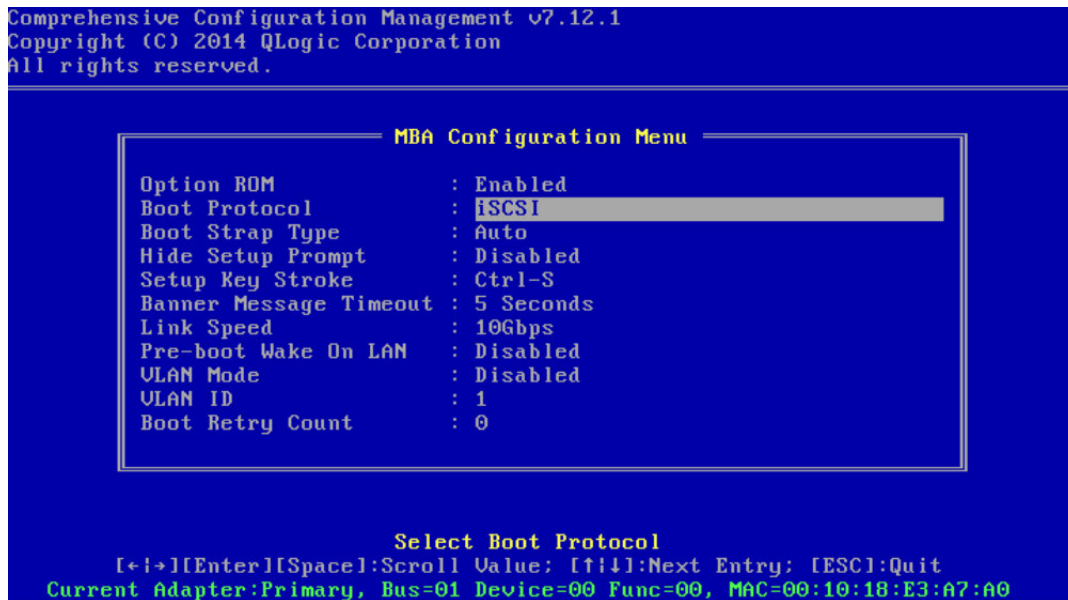 Comprehensive Configuration Management v7.12.1
Copyright (C) 2014 QLogic Corporation
All rights reserved.
MBA Configuration Menu
Option ROM : Enabled
Boot Protocol : iSCSI
Boot Strap Type : Auto
Hide Setup Prompt : Disabled
Setup Key Stroke : Ctrl-S
Banner Message Timeout : 5 Seconds
Link Speed : 10Gbps
Pre-boot Wake On LAN : Disabled
VLAN Mode : Disabled
VLAN ID : 1
Boot Retry Count : 0
Select Boot Protocol
[←|→][Enter][Space]:Scroll Value; [↑|↓]:Next Entry; [ESC]:Quit
Current Adapter:Primary, Bus=01 Device=00 Func=00, MAC=00:10:18:E3:A7:A0